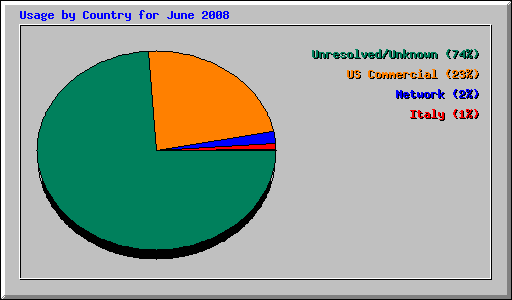 Usage by Country for June 2008
Unresolved/Unknown (74%)
US Commercial (23%)
Network (2%)
Italy (1%)